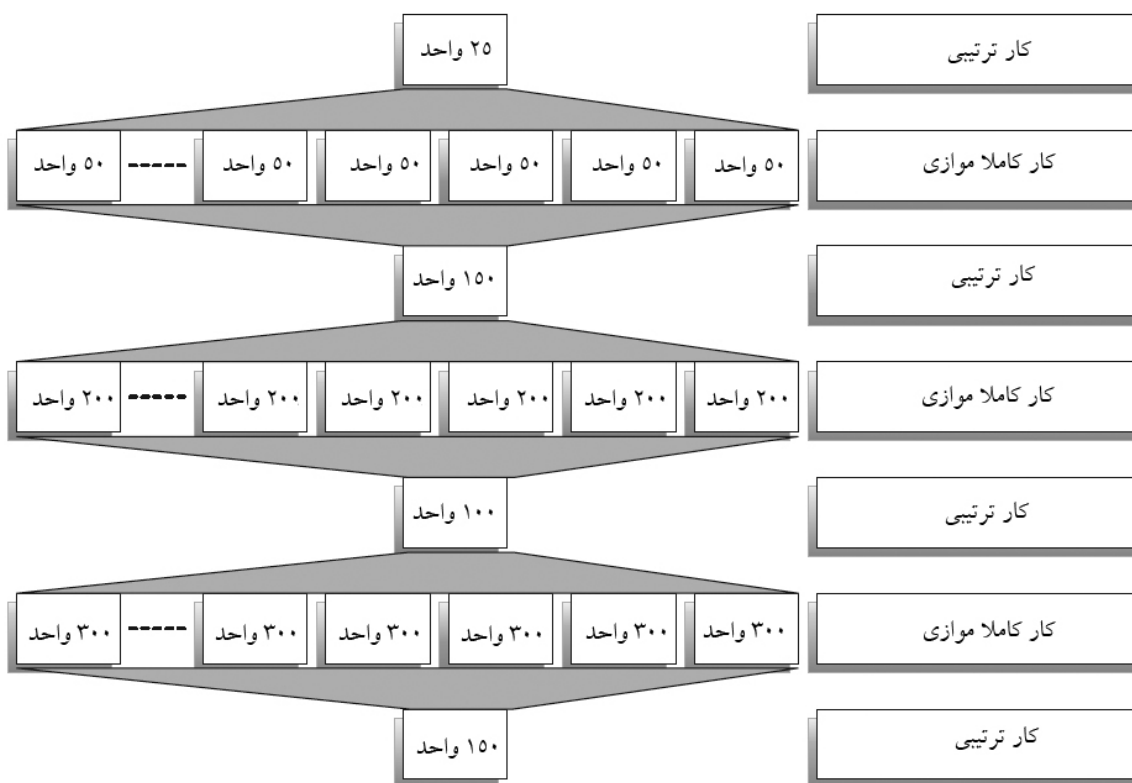 کار ترتیبی
۲۵ واحد
کار کاملا موازی
۵۰ واحد ۵۰ واحد ۵۰ واحد ۵۰ واحد ۵۰ واحد ----- ۵۰ واحد
کار ترتیبی
۱۵۰ واحد
کار کاملا موازی
۲۰۰ واحد ۲۰۰ واحد ۲۰۰ واحد ۲۰۰ واحد ۲۰۰ واحد ----- ۲۰۰ واحد
کار ترتیبی
۱۰۰ واحد
کار کاملا موازی
۳۰۰ واحد ۳۰۰ واحد ۳۰۰ واحد ۳۰۰ واحد ۳۰۰ واحد ----- ۳۰۰ واحد
کار ترتیبی
۱۵۰ واحد